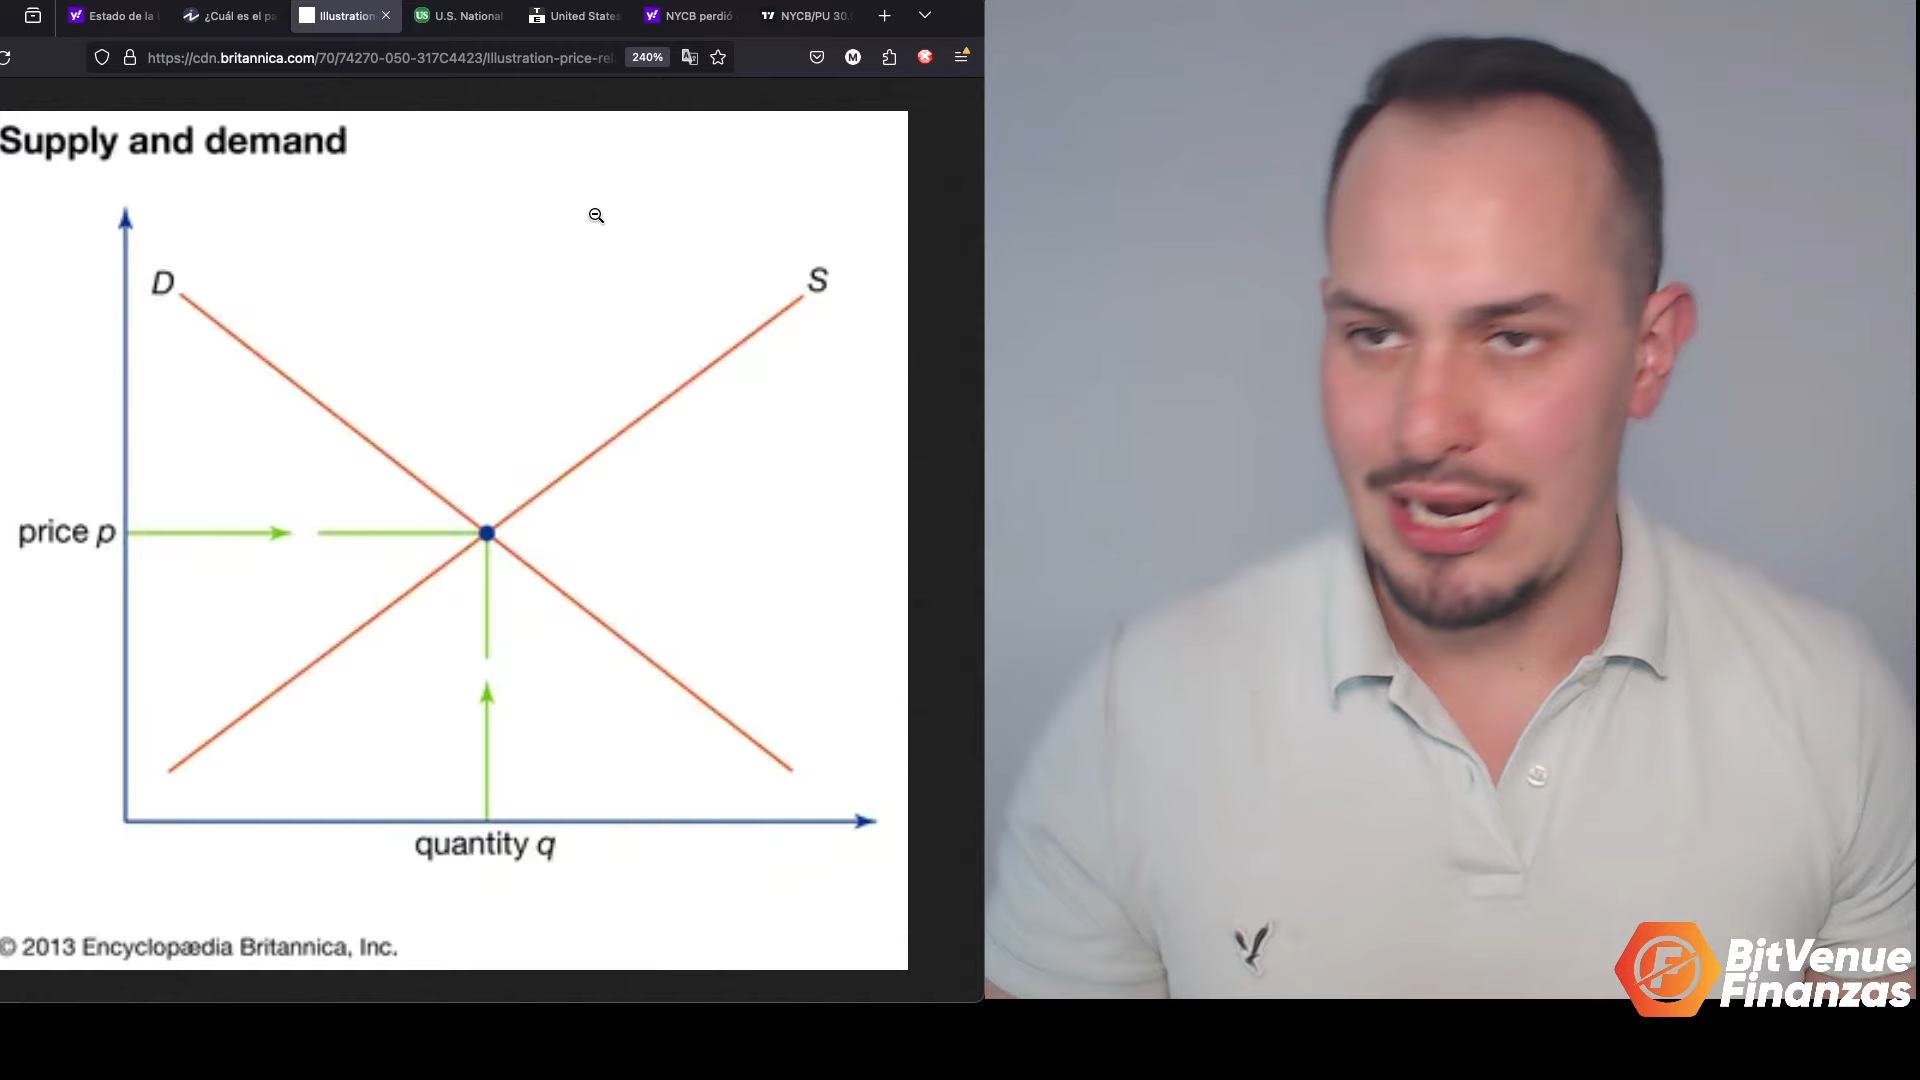 Estado de la
¿Cuál es el pa
Illustration
U.S. National
United States
NYCB perdió
NYCB/PU 30.
https://cdn.britannica.com/70/74270-050-317C4423/Illustration-price-rel
240%
Supply and demand
D
S
price p
quantity q
© 2013 Encyclopædia Britannica, Inc.
BitVenue
Finanzas